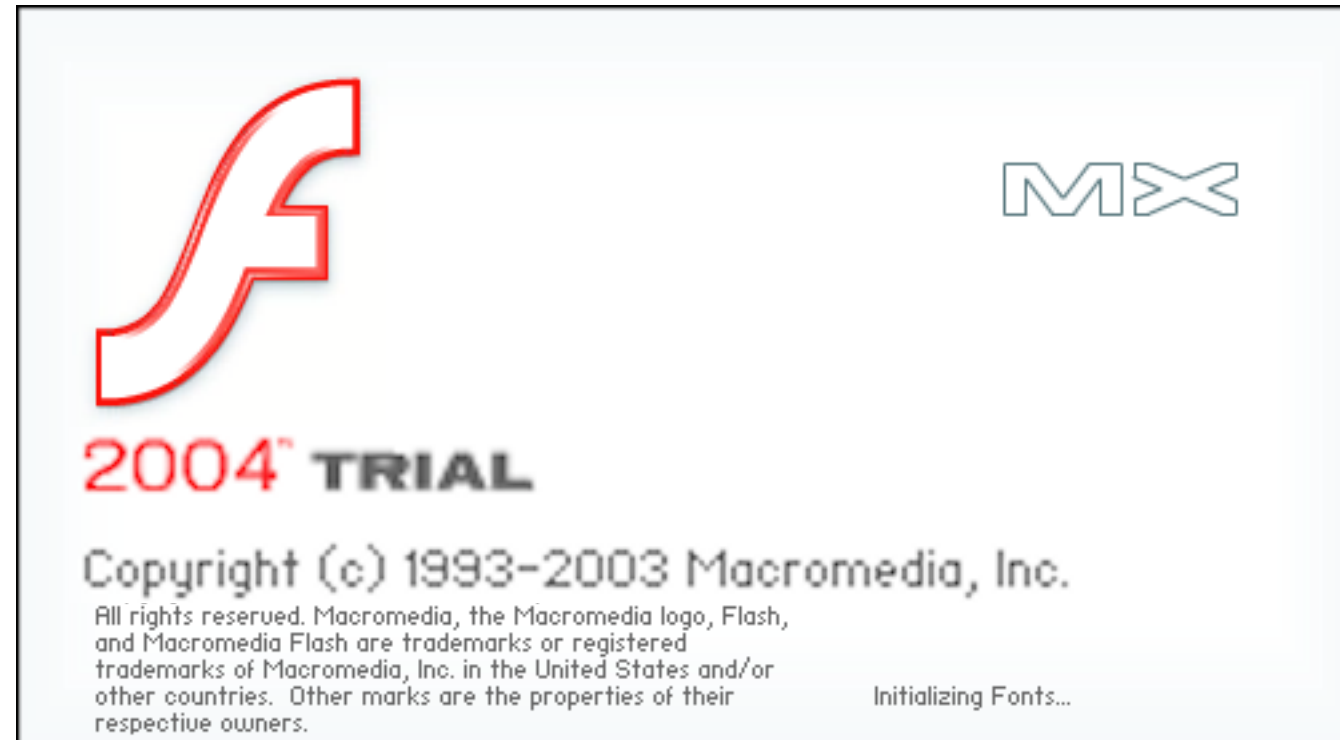 f
MX
2004™ TRIAL
Copyright (c) 1993-2003 Macromedia, Inc.
All rights reserved. Macromedia, the Macromedia logo, Flash,
and Macromedia Flash are trademarks or registered
trademarks of Macromedia, Inc. in the United States and/or
other countries.  Other marks are the properties of their
respective owners.
Initializing Fonts...